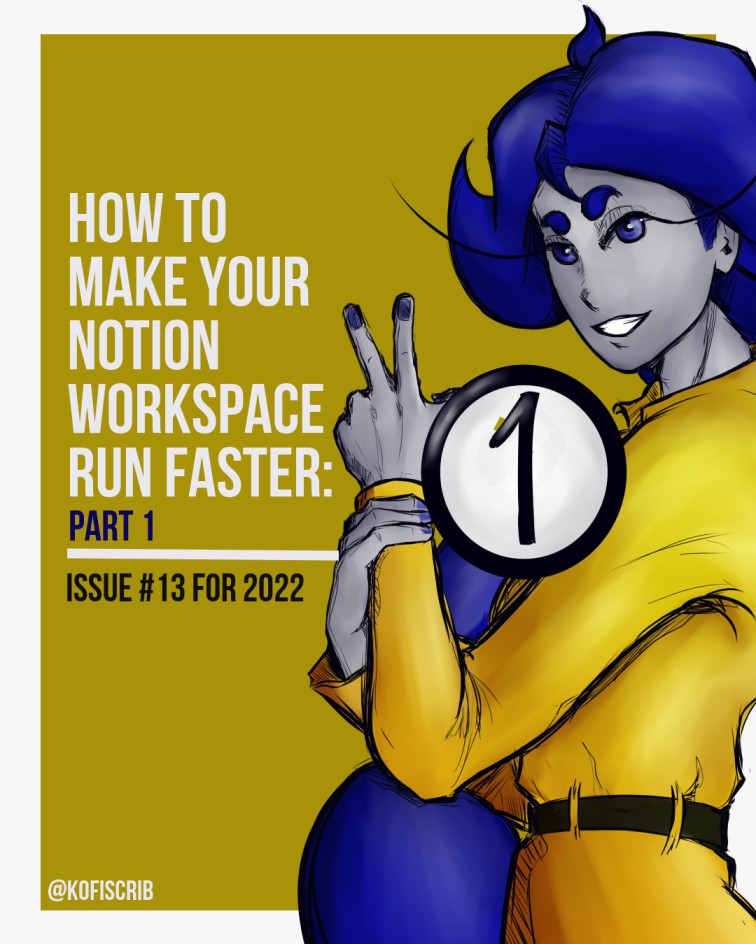 HOW TO
MAKE YOUR
NOTION
WORKSPACE
RUN FASTER:
PART 1
ISSUE #13 FOR 2022
1
@KOFISCRIB